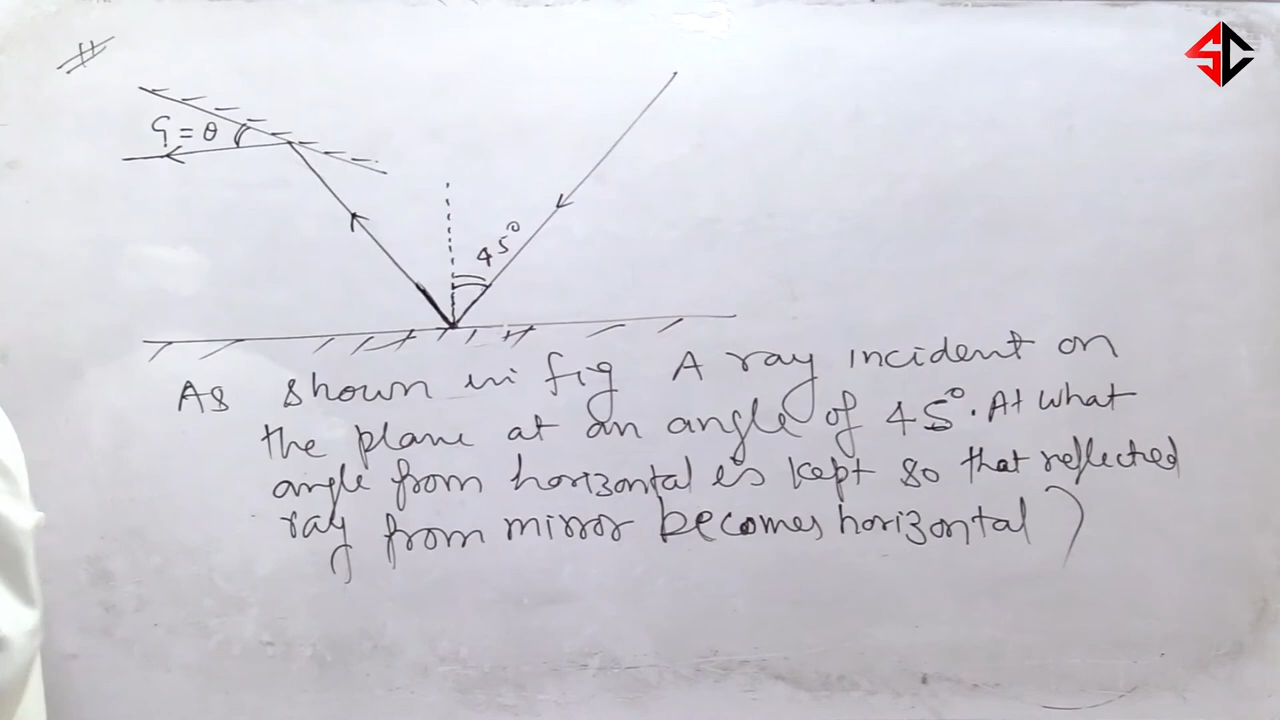 #
G = θ
45°
As shown in fig A ray incident on
the plane at an angle of 45°. At what
angle from horizontal is kept so that reflected
ray from mirror becomes horizontal )
SC